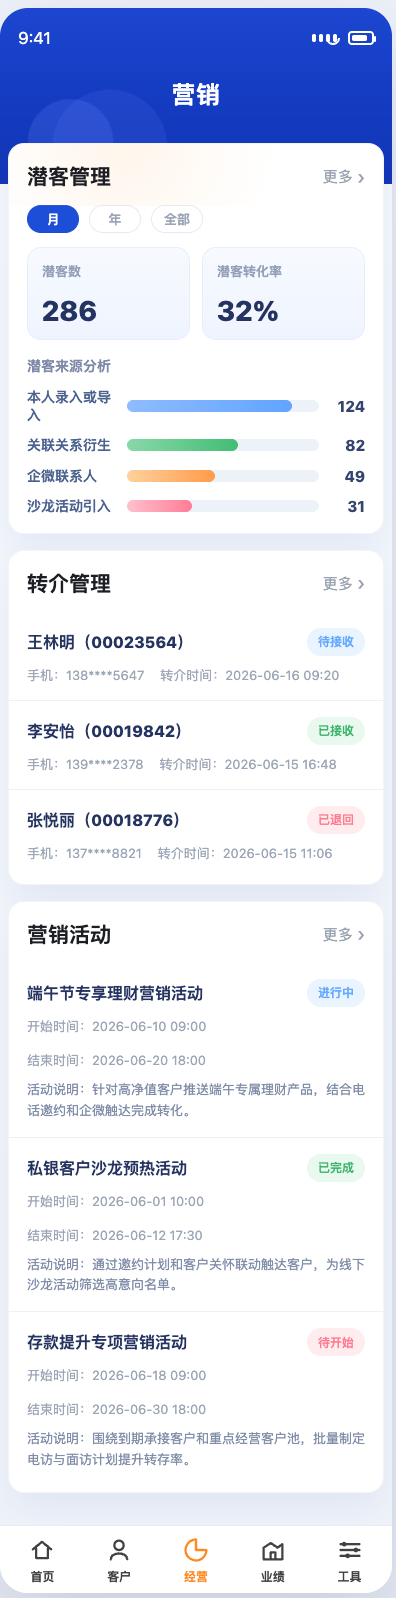 9:41
营销
潜客管理
更多 ›
月 年 全部
潜客数
286
潜客转化率
32%
潜客来源分析
本人录入或导
入
124
关联关系衍生 82
企微联系人 49
沙龙活动引入 31
转介管理
更多 ›
王林明（00023564）
待接收
手机：138****5647 转介时间：2026-06-16 09:20
李安怡（00019842）
已接收
手机：139****2378 转介时间：2026-06-15 16:48
张悦丽（00018776）
已退回
手机：137****8821 转介时间：2026-06-15 11:06
营销活动
更多 ›
端午节专享理财营销活动
进行中
开始时间：2026-06-10 09:00
结束时间：2026-06-20 18:00
活动说明：针对高净值客户推送端午专属理财产品，结合电
话邀约和企微触达完成转化。
私银客户沙龙预热活动
已完成
开始时间：2026-06-01 10:00
结束时间：2026-06-12 17:30
活动说明：通过邀约计划和客户关怀联动触达客户，为线下
沙龙活动筛选高意向名单。
存款提升专项营销活动
待开始
开始时间：2026-06-18 09:00
结束时间：2026-06-30 18:00
活动说明：围绕到期承接客户和重点经营客户池，批量制定
电访与面访计划提升转存率。
首页 客户 经营 业绩 工具